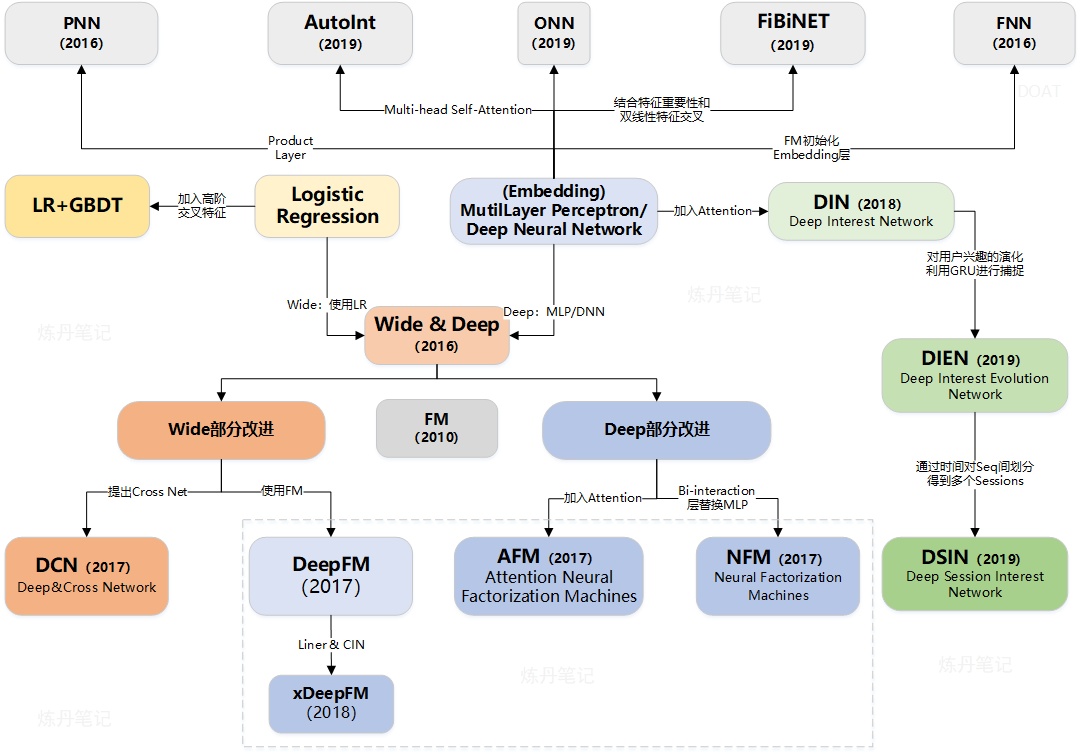 PNN
(2016)
AutoInt
(2019)
ONN
(2019)
FiBiNET
(2019)
FNN
(2016)
DOAT
Multi-head Self-Attention
结合特征重要性和
双线性特征交叉
Product
Layer
FM初始化
Embedding层
LR+GBDT
加入高阶
交叉特征
Logistic
Regression
(Embedding)
MutilLayer Perceptron/
Deep Neural Network
加入Attention
DIN (2018)
Deep Interest Network
对用户兴趣的演化
利用GRU进行捕捉
炼丹笔记
Wide：使用LR
Deep：MLP/DNN
炼丹笔记
Wide & Deep
(2016)
DIEN (2019)
Deep Interest Evolution
Network
Wide部分改进
FM
(2010)
Deep部分改进
通过时间对Seq间划分
得到多个Sessions
提出Cross Net
使用FM
加入Attention
Bi-interaction
层替换MLP
DCN (2017)
Deep&Cross Network
DeepFM
(2017)
AFM (2017)
Attention Neural
Factorization Machines
NFM (2017)
Neural Factorization
Machines
DSIN (2019)
Deep Session Interest
Network
Liner & CIN
炼丹笔记
炼丹笔记
xDeepFM
(2018)
炼丹笔记